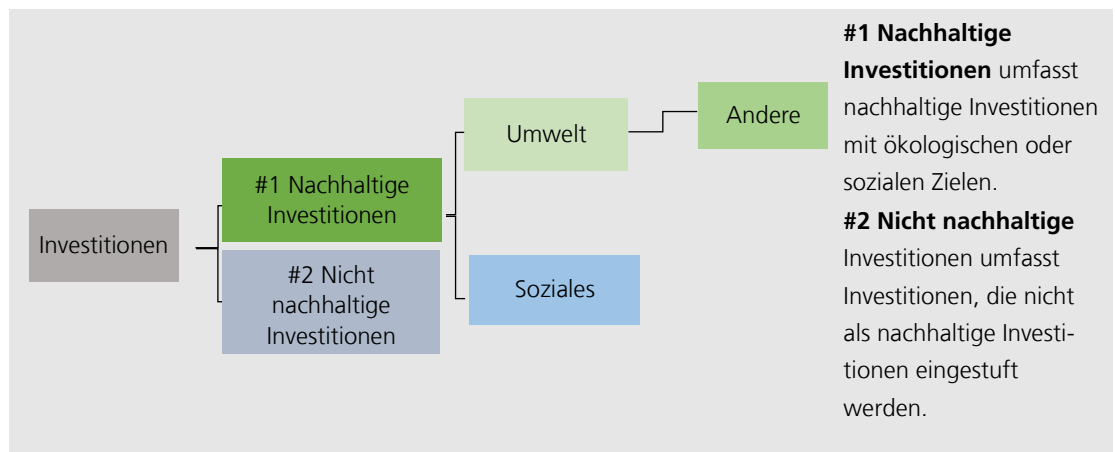 Investitionen
#1 Nachhaltige
Investitionen
#2 Nicht
nachhaltige
Investitionen
Umwelt
Soziales
Andere
#1 Nachhaltige
Investitionen umfasst
nachhaltige Investitionen
mit ökologischen oder
sozialen Zielen.
#2 Nicht nachhaltige
Investitionen umfasst
Investitionen, die nicht
als nachhaltige Investi-
tionen eingestuft
werden.